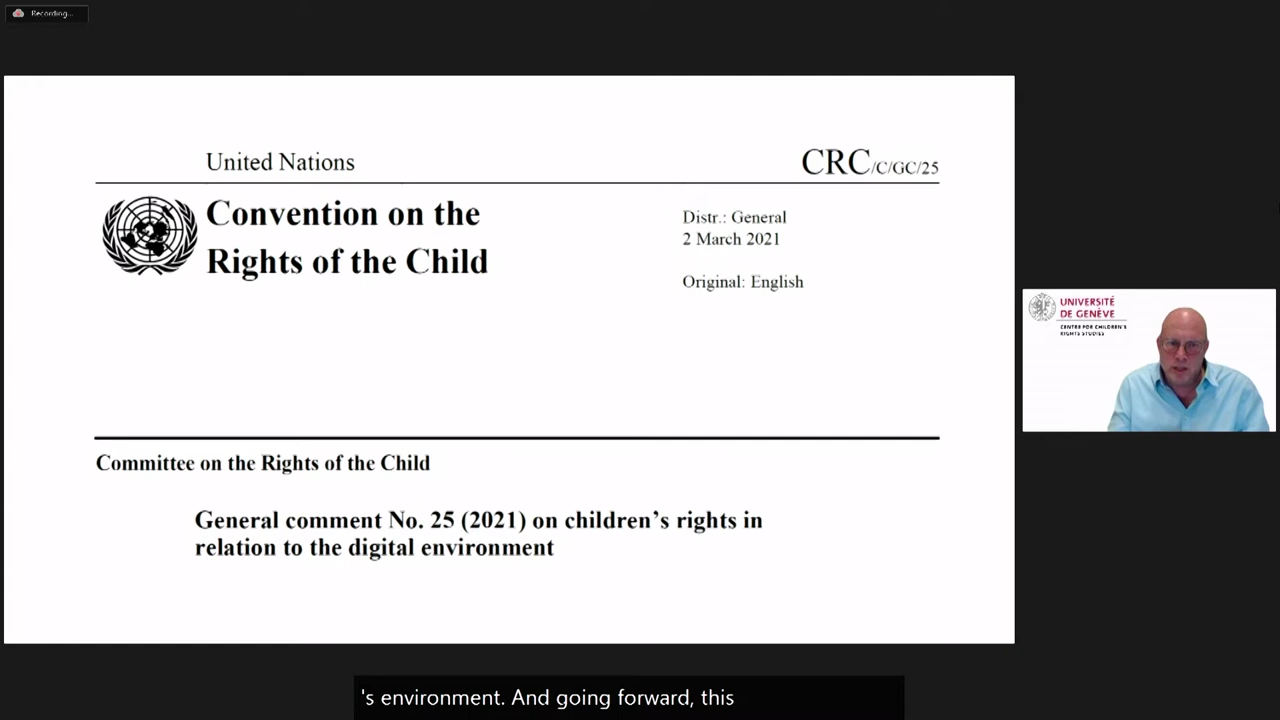 Recording...
United Nations
CRC/C/GC/25
Convention on the
Rights of the Child
Distr.: General
2 March 2021
Original: English
Committee on the Rights of the Child
General comment No. 25 (2021) on children's rights in
relation to the digital environment
UNIVERSITÉ
DE GENÈVE
CENTRE FOR CHILDREN'S
RIGHTS STUDIES
's environment. And going forward, this